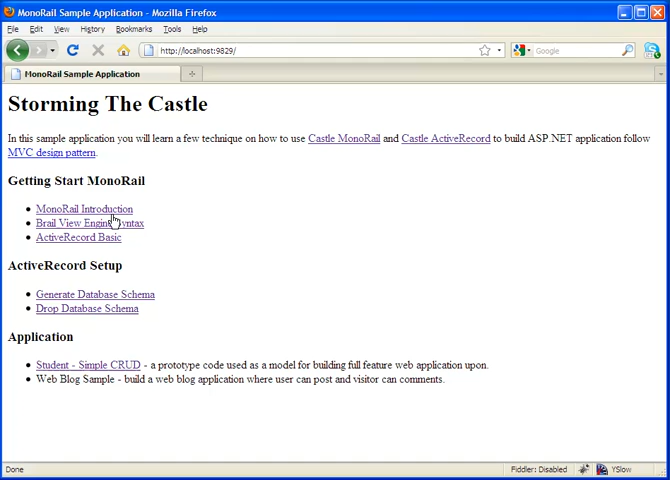 MonoRail Sample Application - Mozilla Firefox
File Edit View History Bookmarks Tools Help
http://localhost:9829/ Google
MonoRail Sample Application
Storming The Castle
In this sample application you will learn a few technique on how to use Castle MonoRail and Castle ActiveRecord to build ASP.NET application follow
MVC design pattern.
Getting Start MonoRail
MonoRail Introduction
Brail View Engine Syntax
ActiveRecord Basic
ActiveRecord Setup
Generate Database Schema
Drop Database Schema
Application
Student - Simple CRUD - a prototype code used as a model for building full feature web application upon.
Web Blog Sample - build a web blog application where user can post and visitor can comments.
Done Fiddler: Disabled YSlow